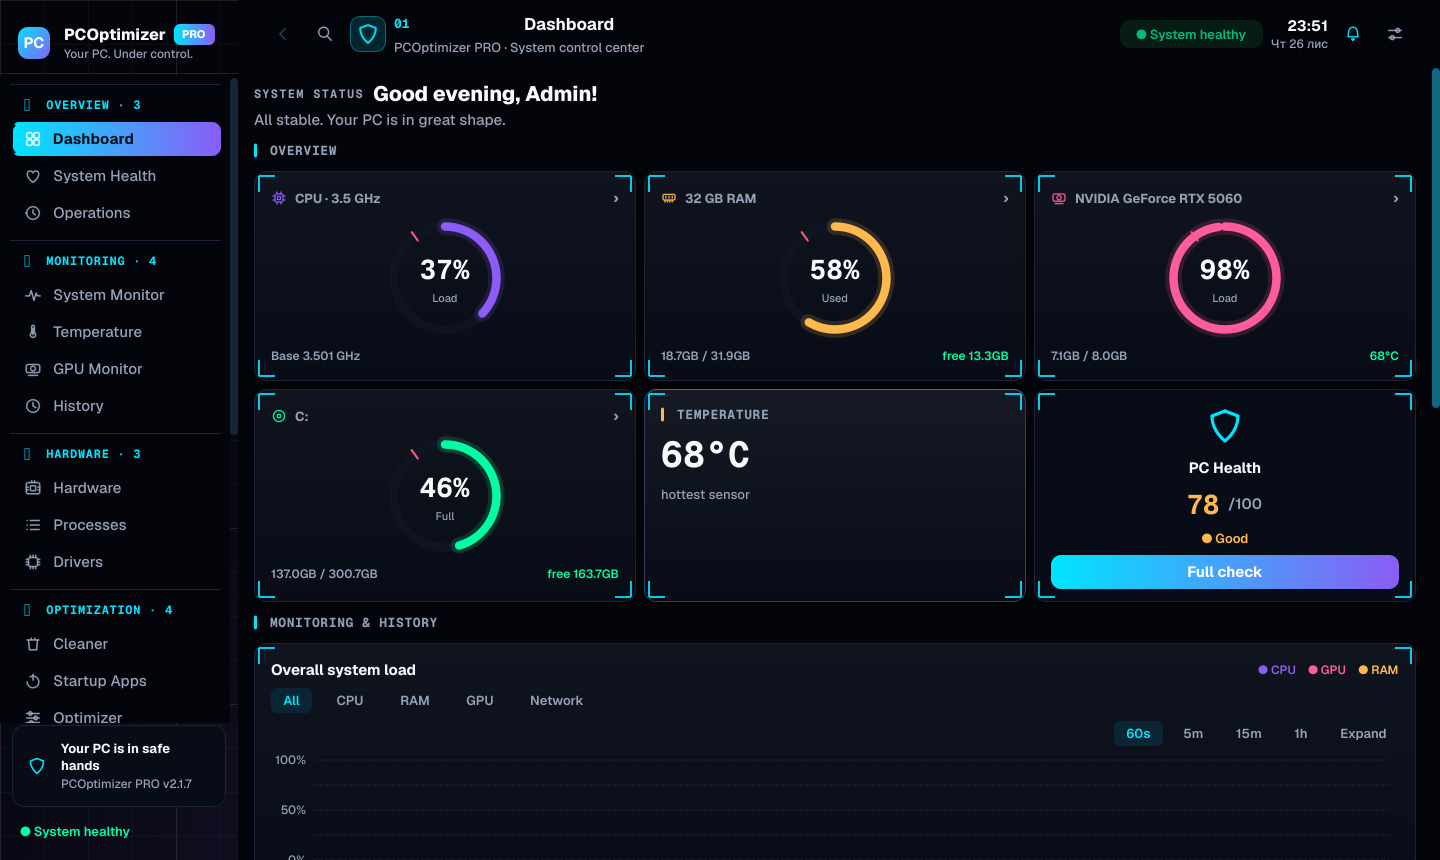 PC
PCOptimizer PRO
Your PC. Under control.
OVERVIEW · 3
Dashboard
System Health
Operations
MONITORING · 4
System Monitor
Temperature
GPU Monitor
History
HARDWARE · 3
Hardware
Processes
Drivers
OPTIMIZATION · 4
Cleaner
Startup Apps
Optimizer
Your PC is in safe
hands
PCOptimizer PRO v2.1.7
System healthy
01
Dashboard
PCOptimizer PRO · System control center
System healthy
23:51
Чт 26 лис
SYSTEM STATUS Good evening, Admin!
All stable. Your PC is in great shape.
OVERVIEW
CPU · 3.5 GHz
37%
Load
Base 3.501 GHz
32 GB RAM
58%
Used
18.7GB / 31.9GB
free 13.3GB
NVIDIA GeForce RTX 5060
98%
Load
7.1GB / 8.0GB
68°C
C:
46%
Full
137.0GB / 300.7GB
free 163.7GB
TEMPERATURE
68°C
hottest sensor
PC Health
78 /100
Good
Full check
MONITORING & HISTORY
Overall system load
CPU GPU RAM
All CPU RAM GPU Network
60s 5m 15m 1h Expand
100%
50%
0%